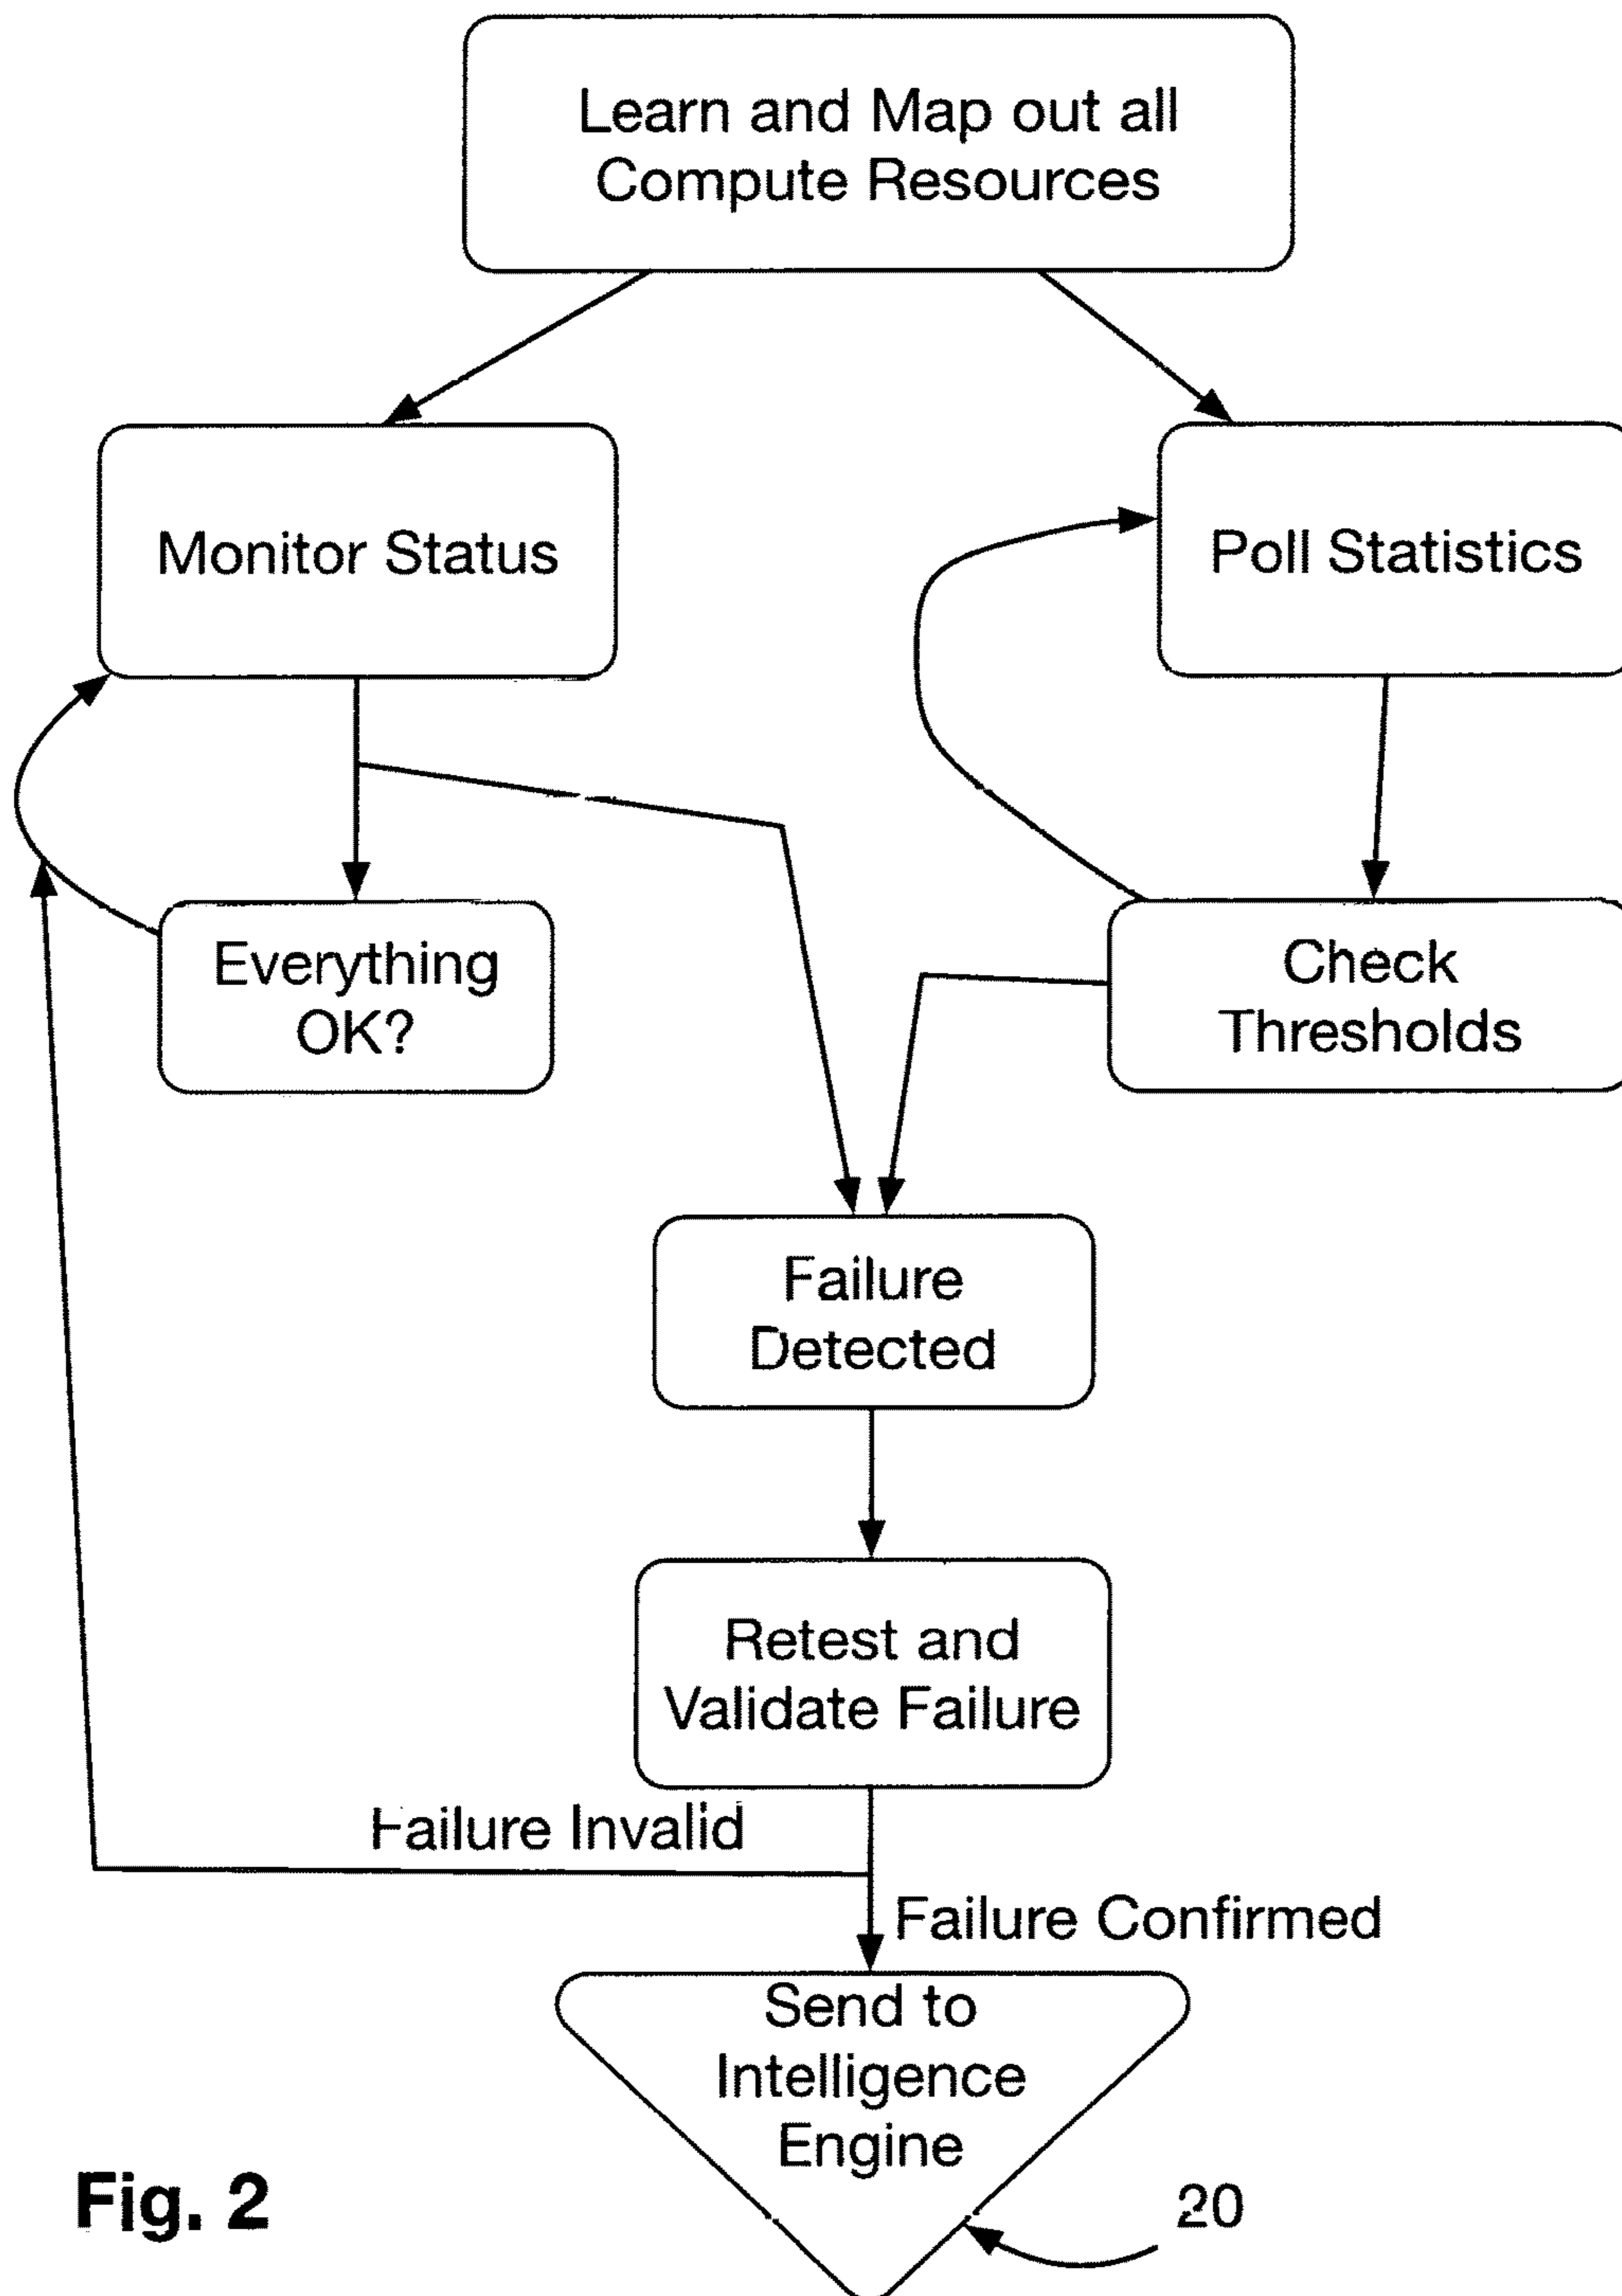 Learn and Map out all
Compute Resources
Monitor Status
Poll Statistics
Everything
OK?
Check
Thresholds
Failure
Detected
Retest and
Validate Failure
Failure Invalid
Failure Confirmed
Send to
Intelligence
Engine
20
Fig. 2